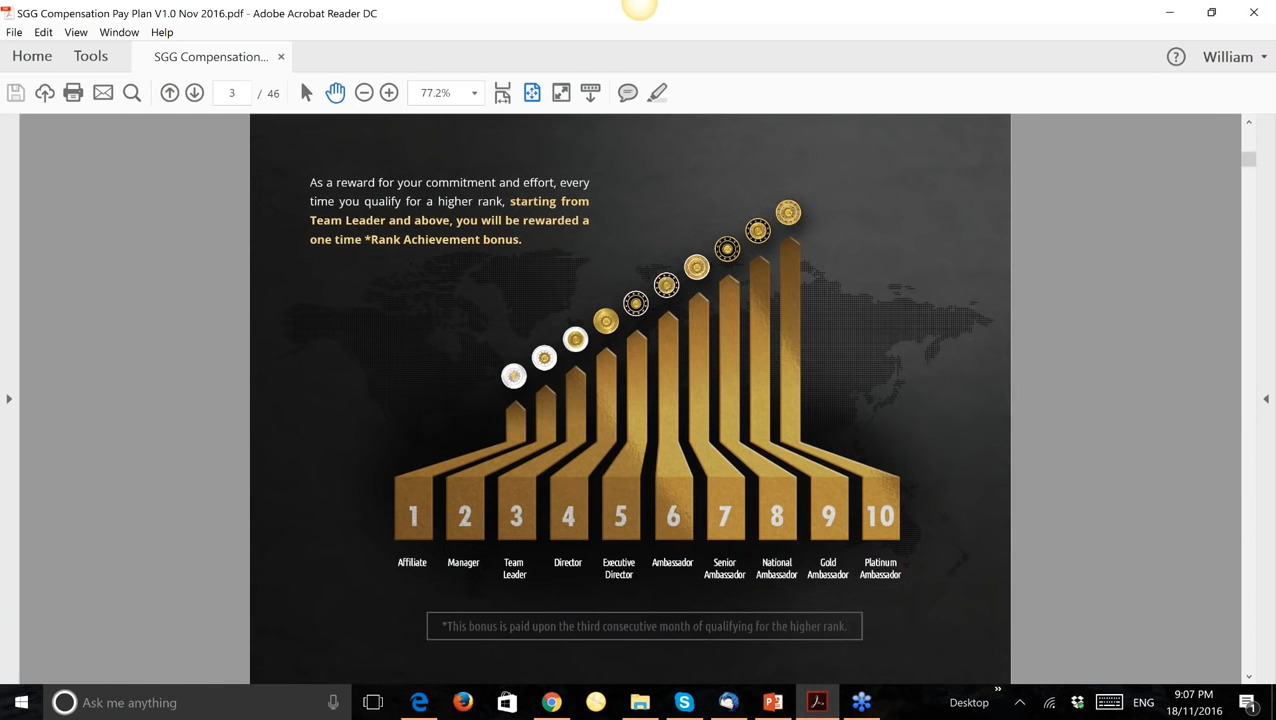 SGG Compensation Pay Plan V1.0 Nov 2016.pdf - Adobe Acrobat Reader DC
File Edit View Window Help
Home Tools SGG Compensation... × William
3 / 46 77.2%
As a reward for your commitment and effort, every
time you qualify for a higher rank, starting from
Team Leader and above, you will be rewarded a
one time *Rank Achievement bonus.
1 2 3 4 5 6 7 8 9 10
Affiliate Manager Team Director Executive Ambassador Senior National Gold Platinum
Leader Director Ambassador Ambassador Ambassador Ambassador
*This bonus is paid upon the third consecutive month of qualifying for the higher rank.
Ask me anything Desktop ENG 9:07 PM
18/11/2016